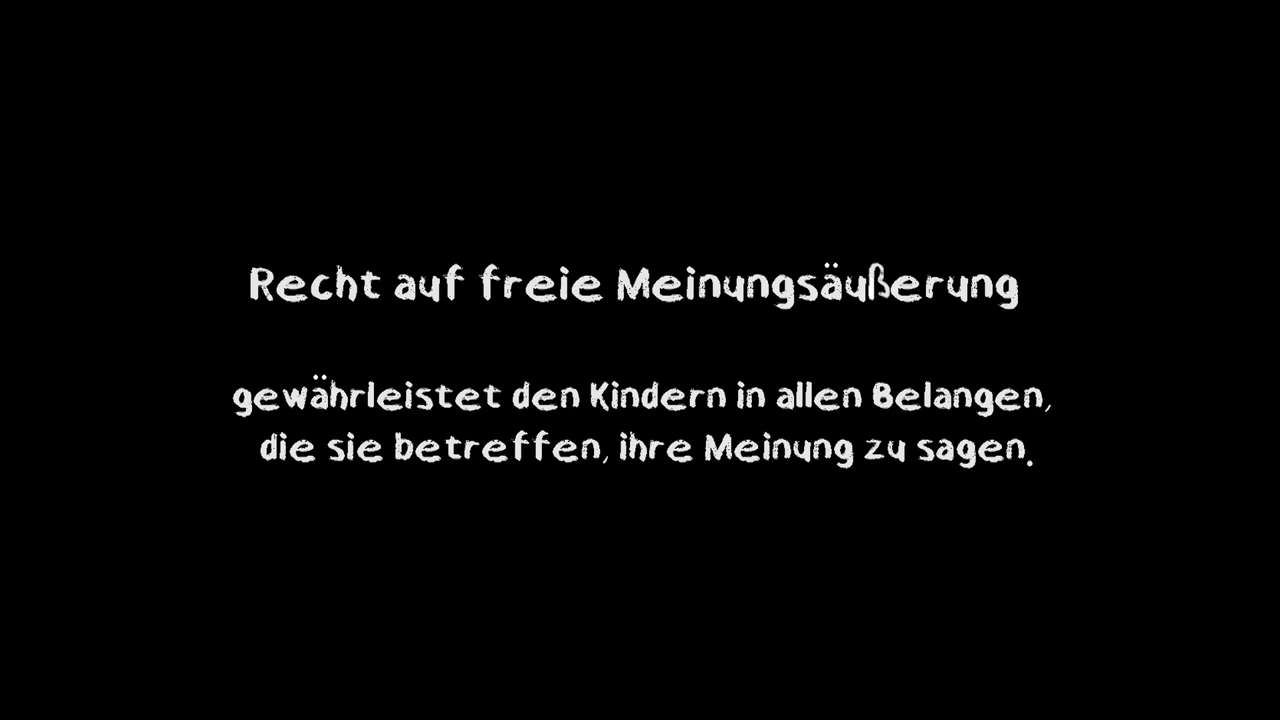 Recht auf freie Meinungsäußerung
gewährleistet den Kindern in allen Belangen,
die sie betreffen, ihre Meinung zu sagen.